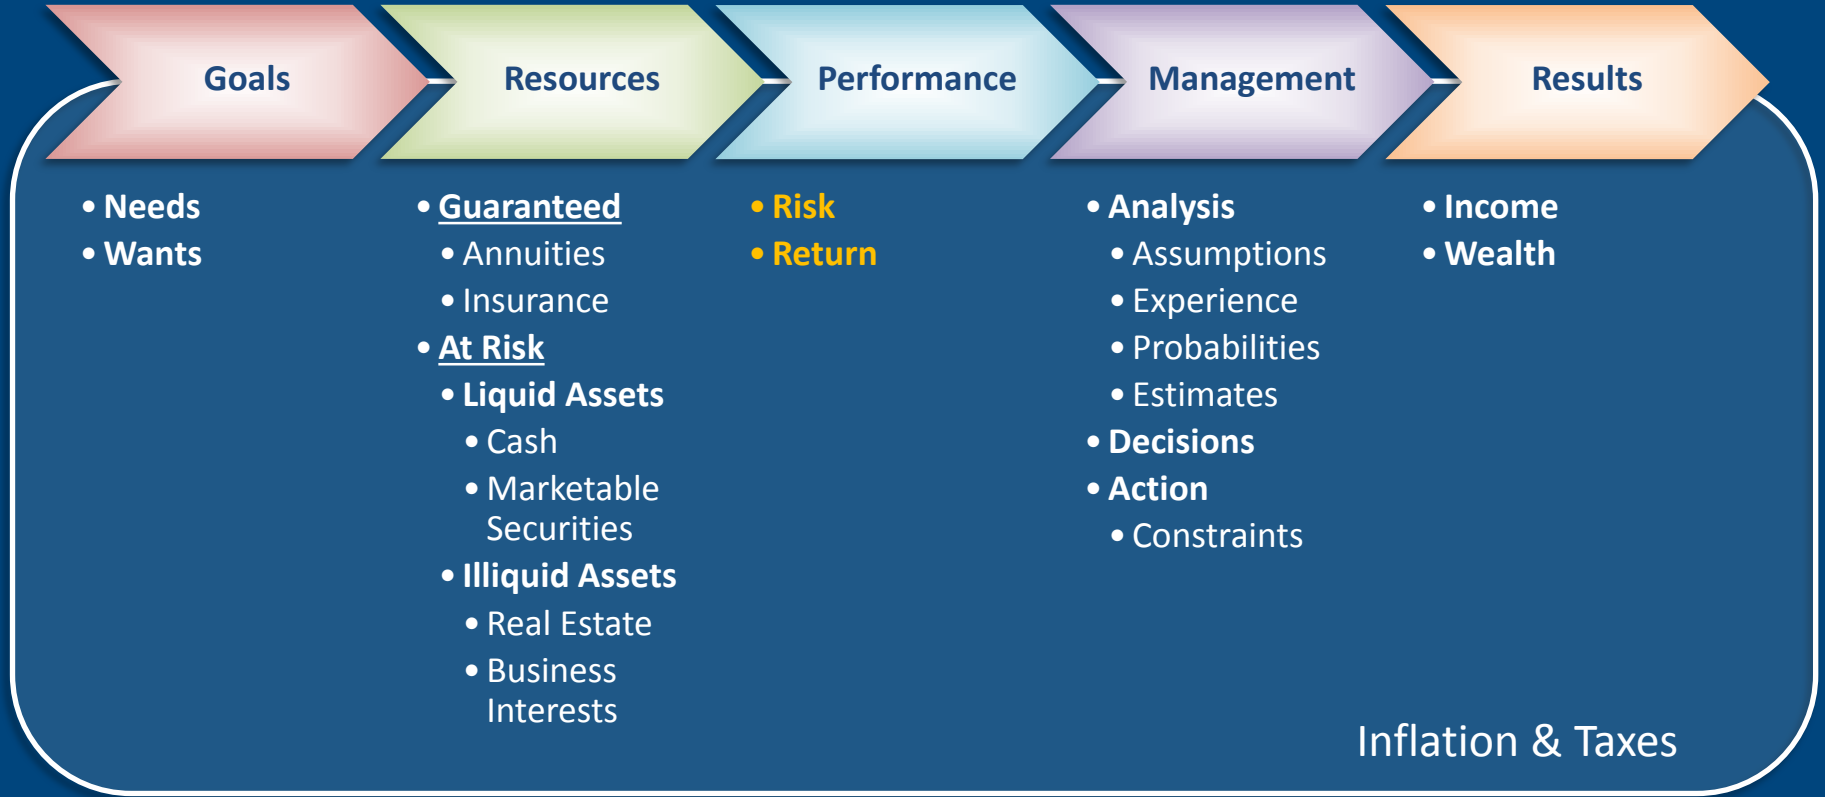 Goals
Resources
Performance
Management
Results
• Needs
• Wants
• Guaranteed
• Annuities
• Insurance
• At Risk
• Liquid Assets
• Cash
• Marketable
Securities
• Illiquid Assets
• Real Estate
• Business
Interests
• Risk
• Return
• Analysis
• Assumptions
• Experience
• Probabilities
• Estimates
• Decisions
• Action
• Constraints
• Income
• Wealth
Inflation & Taxes